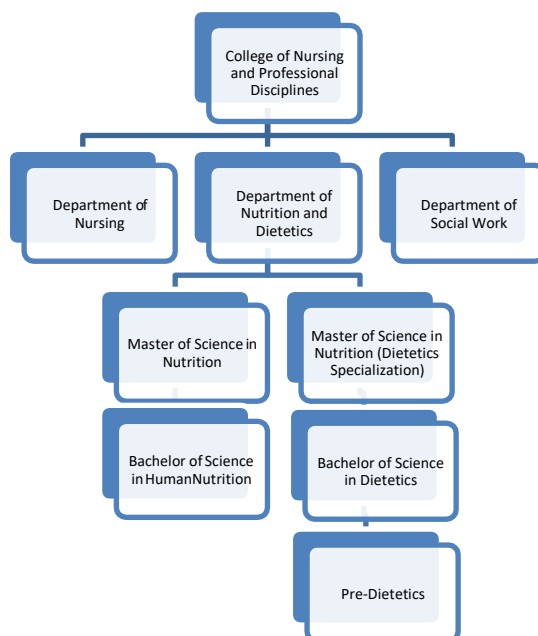 College of Nursing
and Professional
Disciplines
Department of
Nursing
Department of
Nutrition and
Dietetics
Department of
Social Work
Master of Science in
Nutrition
Master of Science in
Nutrition (Dietetics
Specialization)
Bachelor of Science
in HumanNutrition
Bachelor of Science
in Dietetics
Pre-Dietetics